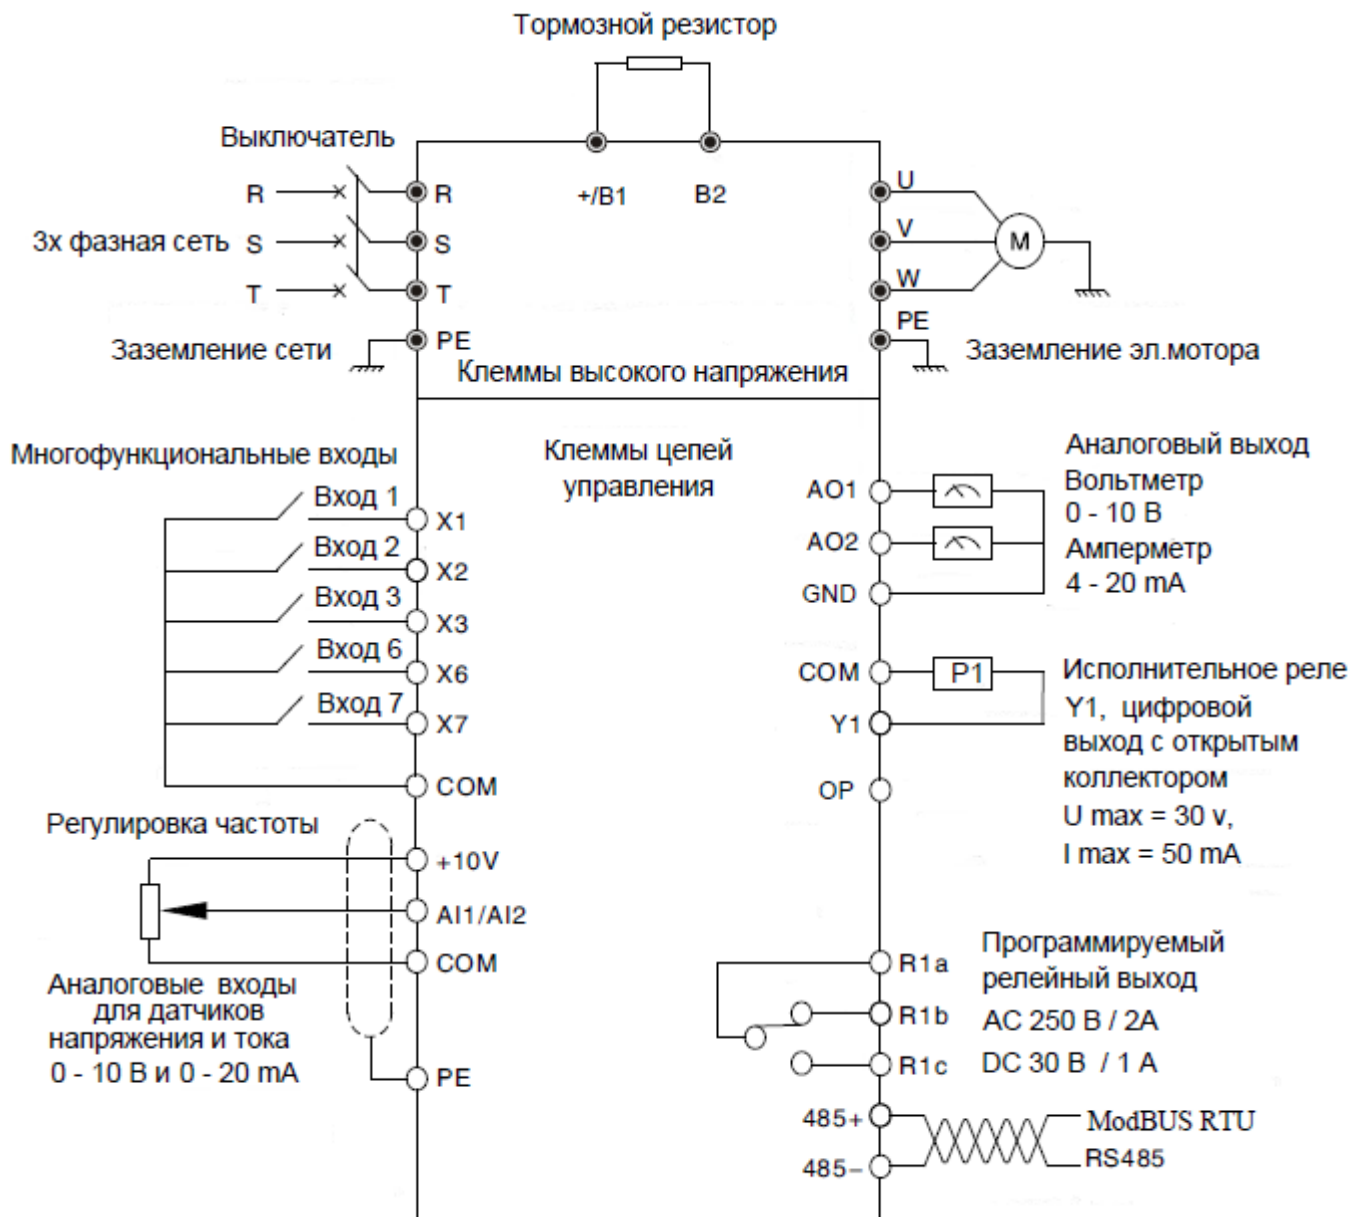 Тормозной резистор
Выключатель
R
R
+/B1
B2
U
3х фазная сеть
S
S
V
M
T
T
W
PE
PE
Заземление сети
Заземление эл.мотора
Клеммы высокого напряжения
Многофункциональные входы
Клеммы цепей
управления
Вход 1
X1
Вход 2
X2
Вход 3
X3
Вход 6
X6
Вход 7
X7
COM
AO1
AO2
GND
Аналоговый выход
Вольтметр
0 - 10 В
Амперметр
4 - 20 mA
COM
P1
Y1
OP
Исполнительное реле
Y1, цифровой
выход с открытым
коллектором
U max = 30 v,
I max = 50 mA
Регулировка частоты
+10V
AI1/AI2
COM
Аналоговые входы
для датчиков
напряжения и тока
0 - 10 В и 0 - 20 mA
PE
R1a
R1b
R1c
Программируемый
релейный выход
AC 250 В / 2А
DC 30 В / 1 А
485+
485−
ModBUS RTU
RS485